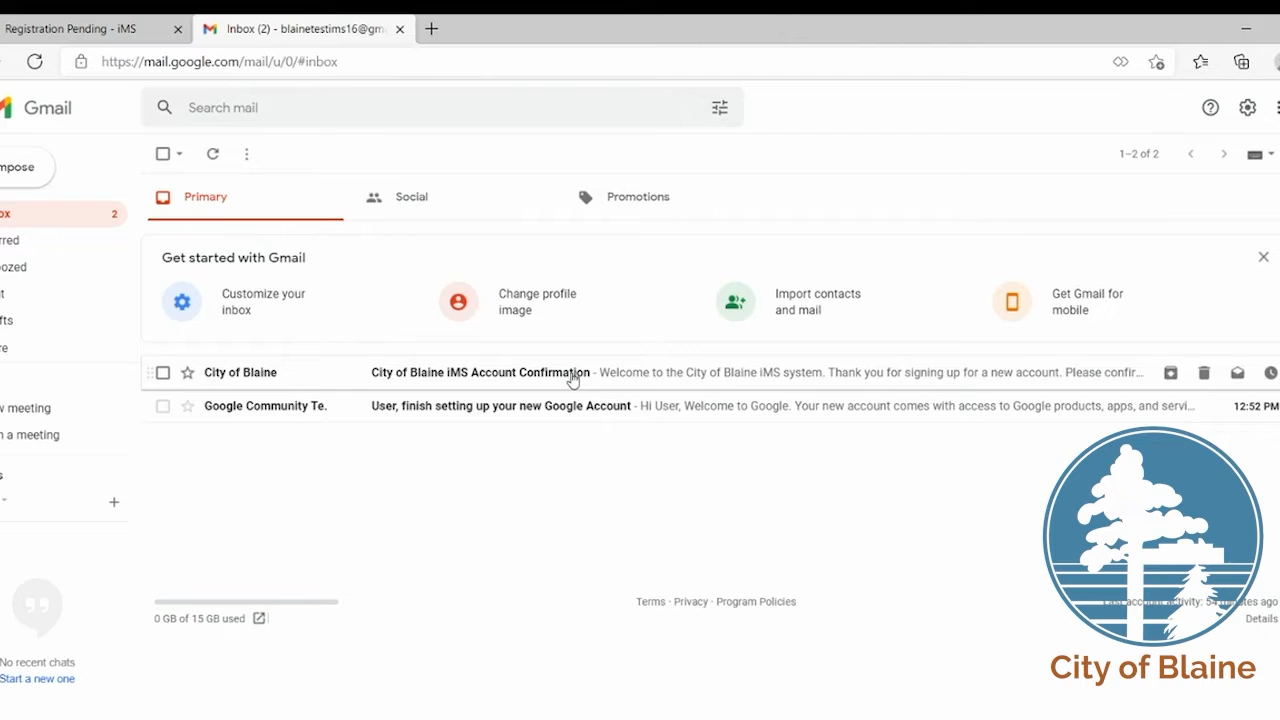 Registration Pending - iMS
Inbox (2) - blainetestims16@gm
https://mail.google.com/mail/u/0/#inbox
Gmail
Search mail
mpose
1–2 of 2
Primary
Social
Promotions
ox 2
rred
oozed
t
fts
re
Get started with Gmail
Customize your
inbox
Change profile
image
Import contacts
and mail
Get Gmail for
mobile
City of Blaine City of Blaine iMS Account Confirmation - Welcome to the City of Blaine iMS system. Thank you for signing up for a new account. Please confir...
Google Community Te. User, finish setting up your new Google Account - Hi User, Welcome to Google. Your new account comes with access to Google products, apps, and servi... 12:52 PM
w meeting
n a meeting
s
0 GB of 15 GB used
Terms · Privacy · Program Policies
Last account activity: 54 minutes ago
Details
No recent chats
Start a new one
City of Blaine